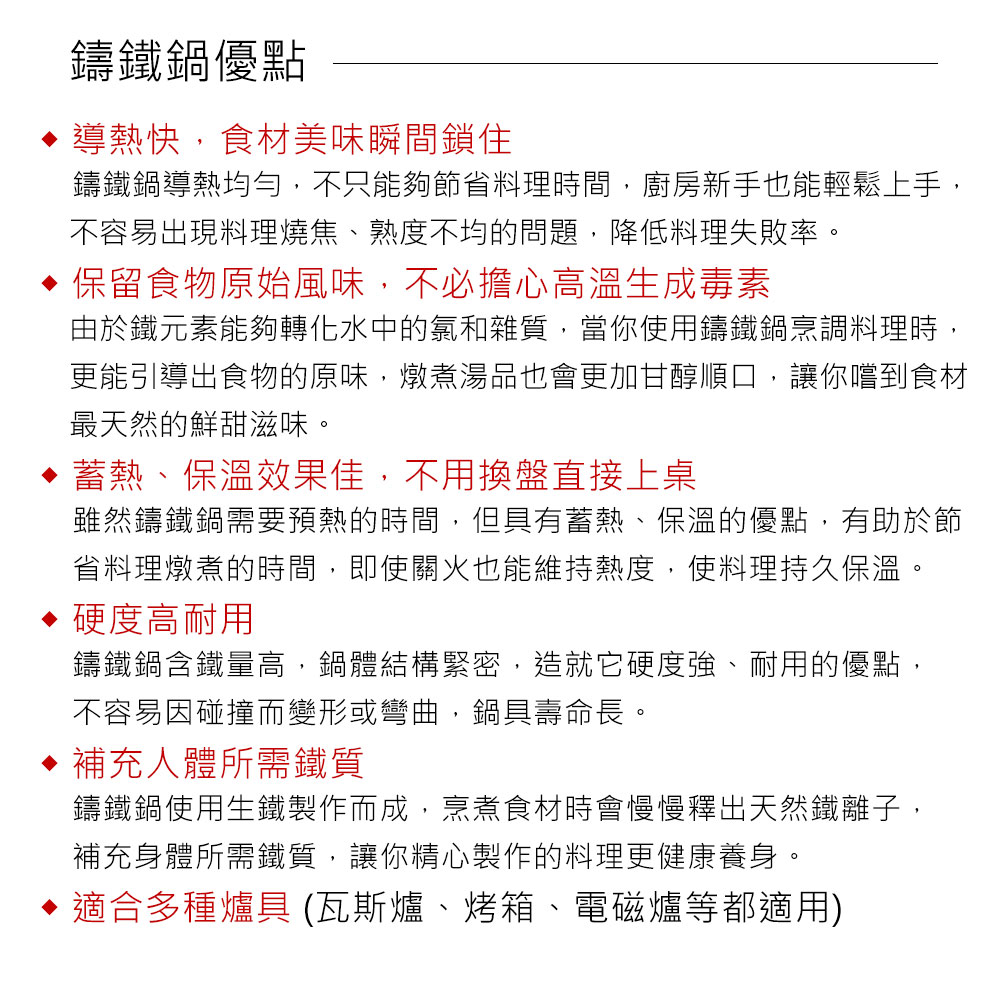 鑄鐵鍋優點
◆ 導熱快，食材美味瞬間鎖住
鑄鐵鍋導熱均勻，不只能夠節省料理時間，廚房新手也能輕鬆上手，
不容易出現料理燒焦、熟度不均的問題，降低料理失敗率。
◆ 保留食物原始風味，不必擔心高溫生成毒素
由於鐵元素能夠轉化水中的氯和雜質，當你使用鑄鐵鍋烹調料理時，
更能引導出食物的原味，燉煮湯品也會更加甘醇順口，讓你嚐到食材
最天然的鮮甜滋味。
◆ 蓄熱、保溫效果佳，不用換盤直接上桌
雖然鑄鐵鍋需要預熱的時間，但具有蓄熱、保溫的優點，有助於節
省料理燉煮的時間，即使關火也能維持熱度，使料理持久保溫。
◆ 硬度高耐用
鑄鐵鍋含鐵量高，鍋體結構緊密，造就它硬度強、耐用的優點，
不容易因碰撞而變形或彎曲，鍋具壽命長。
◆ 補充人體所需鐵質
鑄鐵鍋使用生鐵製作而成，烹煮食材時會慢慢釋出天然鐵離子，
補充身體所需鐵質，讓你精心製作的料理更健康養身。
◆ 適合多種爐具 (瓦斯爐、烤箱、電磁爐等都適用)